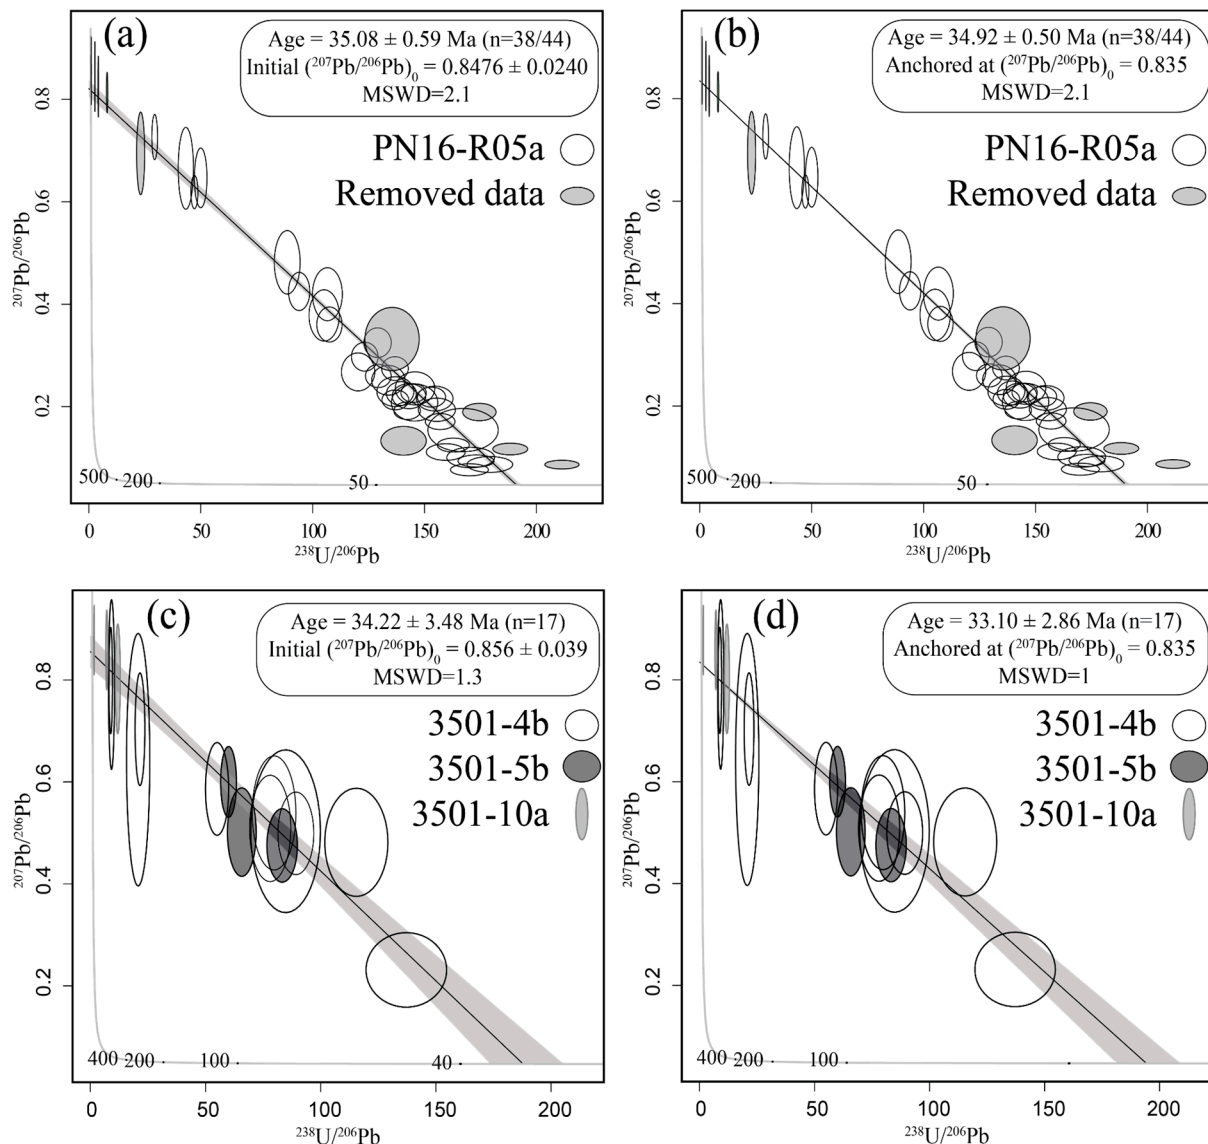 (a)
Age = 35.08 ± 0.59 Ma (n=38/44)
Initial (²⁰⁷Pb/²⁰⁶Pb)₀ = 0.8476 ± 0.0240
MSWD=2.1
PN16-R05a
Removed data
0.8
0.6
0.4
0.2
²⁰⁷Pb/²⁰⁶Pb
500 200 50
0 50 100 150 200
²³⁸U/²⁰⁶Pb
(b)
Age = 34.92 ± 0.50 Ma (n=38/44)
Anchored at (²⁰⁷Pb/²⁰⁶Pb)₀ = 0.835
MSWD=2.1
PN16-R05a
Removed data
0.8
0.6
0.4
0.2
²⁰⁷Pb/²⁰⁶Pb
500 200 50
0 50 100 150 200
²³⁸U/²⁰⁶Pb
(c)
Age = 34.22 ± 3.48 Ma (n=17)
Initial (²⁰⁷Pb/²⁰⁶Pb)₀ = 0.856 ± 0.039
MSWD=1.3
3501-4b
3501-5b
3501-10a
0.8
0.6
0.4
0.2
²⁰⁷Pb/²⁰⁶Pb
400 200 100 40
0 50 100 150 200
²³⁸U/²⁰⁶Pb
(d)
Age = 33.10 ± 2.86 Ma (n=17)
Anchored at (²⁰⁷Pb/²⁰⁶Pb)₀ = 0.835
MSWD=1
3501-4b
3501-5b
3501-10a
0.8
0.6
0.4
0.2
²⁰⁷Pb/²⁰⁶Pb
400 200 100
0 50 100 150 200
²³⁸U/²⁰⁶Pb